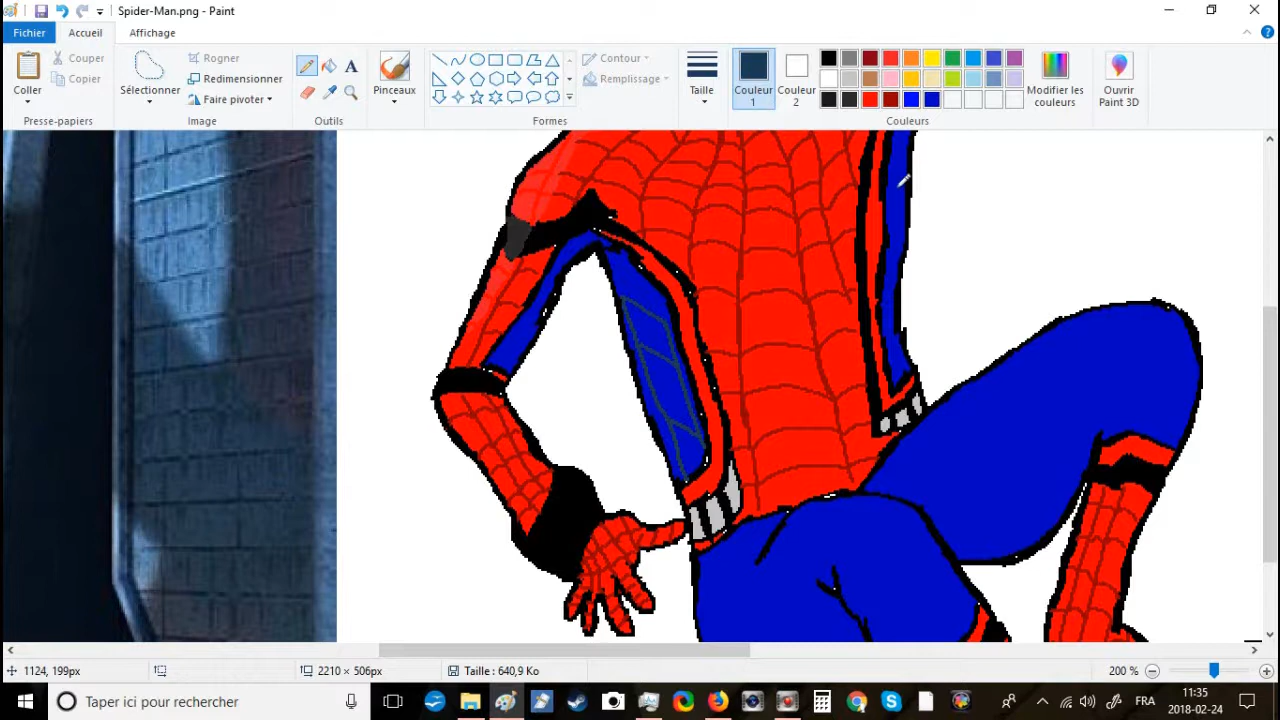 Spider-Man.png - Paint
Fichier
Accueil
Affichage
Coller
Couper
Copier
Presse-papiers
Sélectionner
Rogner
Redimensionner
Faire pivoter
Image
A
Outils
Pinceaux
Contour
Remplissage
Formes
Taille
Couleur
1
Couleur
2
Modifier les
couleurs
Ouvrir
Paint 3D
Couleurs
1124, 199px
2210 × 506px
Taille : 640,9 Ko
200 %
Taper ici pour rechercher
FRA
11:35
2018-02-24